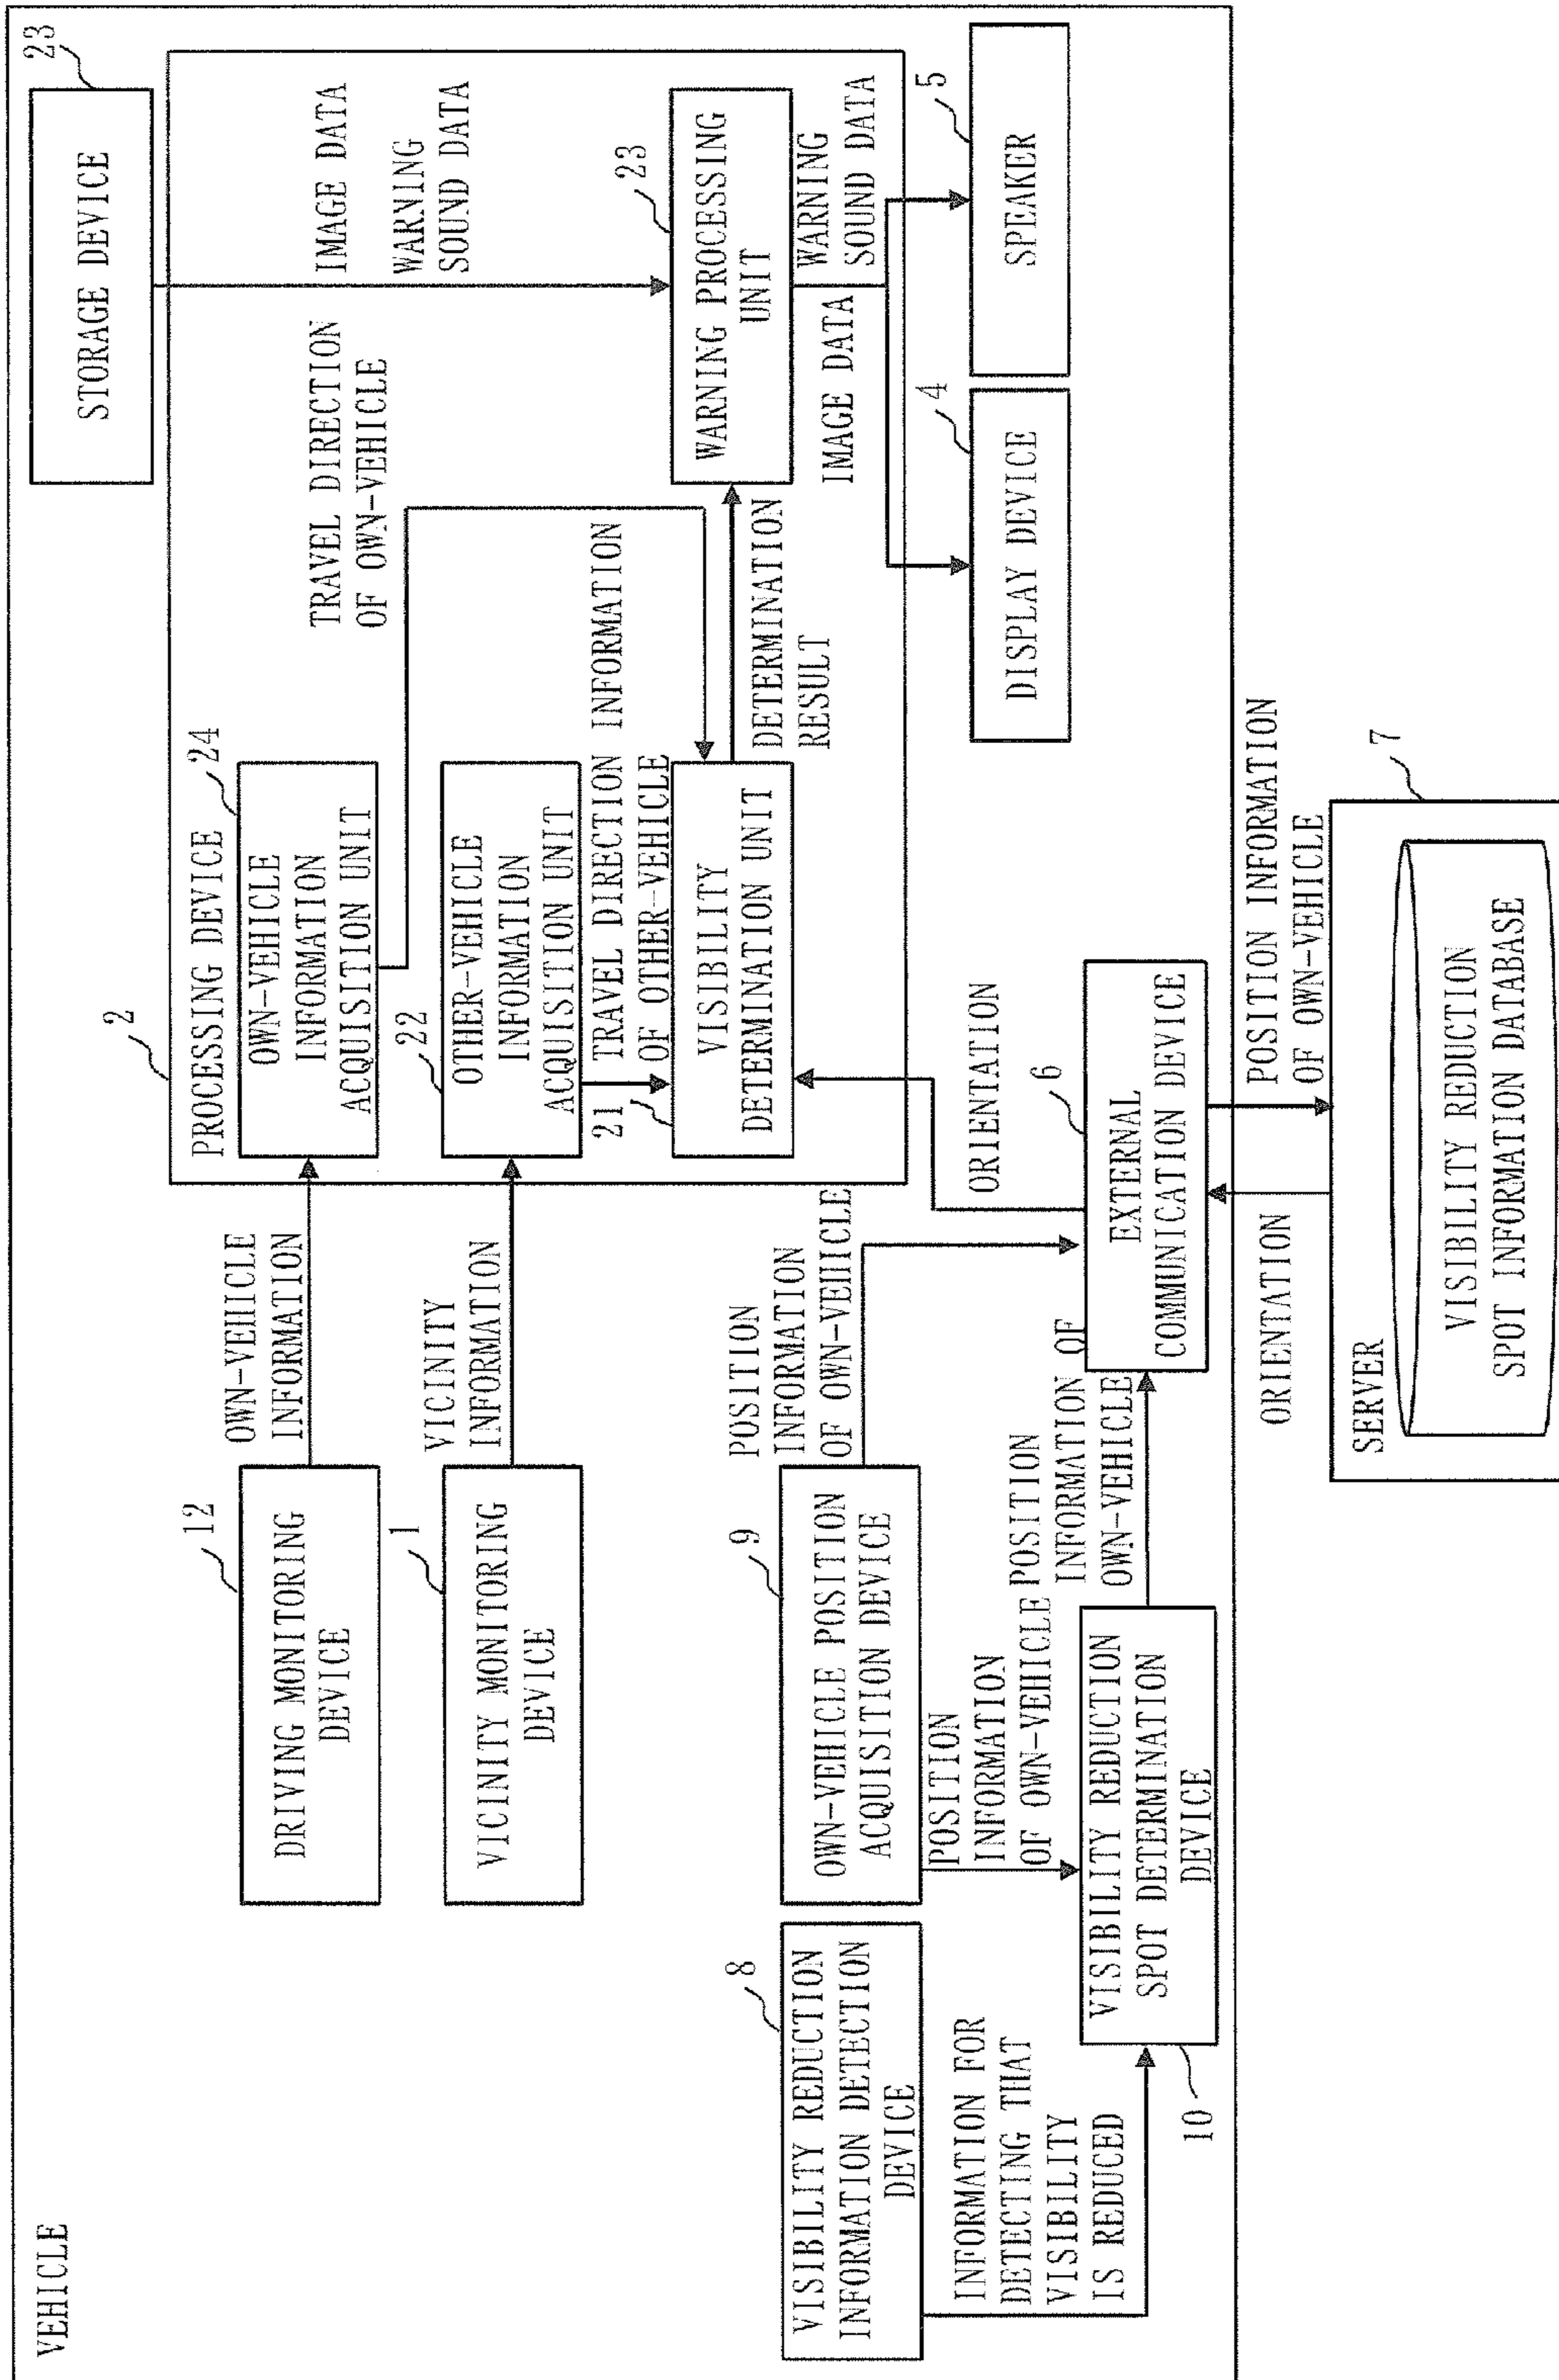 VEHICLE
DRIVING MONITORING
DEVICE
12
OWN-VEHICLE
INFORMATION
VICINITY MONITORING
DEVICE
1
VICINITY
INFORMATION
2
PROCESSING DEVICE
24
OWN-VEHICLE
INFORMATION
ACQUISITION UNIT
TRAVEL DIRECTION
OF OWN-VEHICLE
22
OTHER-VEHICLE
INFORMATION
ACQUISITION UNIT
21
TRAVEL DIRECTION INFORMATION
OF OTHER-VEHICLE
VISIBILITY
DETERMINATION UNIT
DETERMINATION
RESULT
STORAGE DEVICE
23
IMAGE DATA
WARNING
SOUND DATA
WARNING PROCESSING
UNIT
23
IMAGE DATA
WARNING
SOUND DATA
DISPLAY DEVICE
4
SPEAKER
5
VISIBILITY REDUCTION
INFORMATION DETECTION
DEVICE
8
INFORMATION FOR
DETECTING THAT
VISIBILITY
IS REDUCED
OWN-VEHICLE POSITION
ACQUISITION DEVICE
9
POSITION
INFORMATION
OF OWN-VEHICLE
POSITION
INFORMATION
OF OWN-VEHICLE
VISIBILITY REDUCTION
SPOT DETERMINATION
DEVICE
10
POSITION
INFORMATION OF
OWN-VEHICLE
EXTERNAL
COMMUNICATION DEVICE
6
ORIENTATION
ORIENTATION
POSITION INFORMATION
OF OWN-VEHICLE
SERVER
7
VISIBILITY REDUCTION
SPOT INFORMATION DATABASE